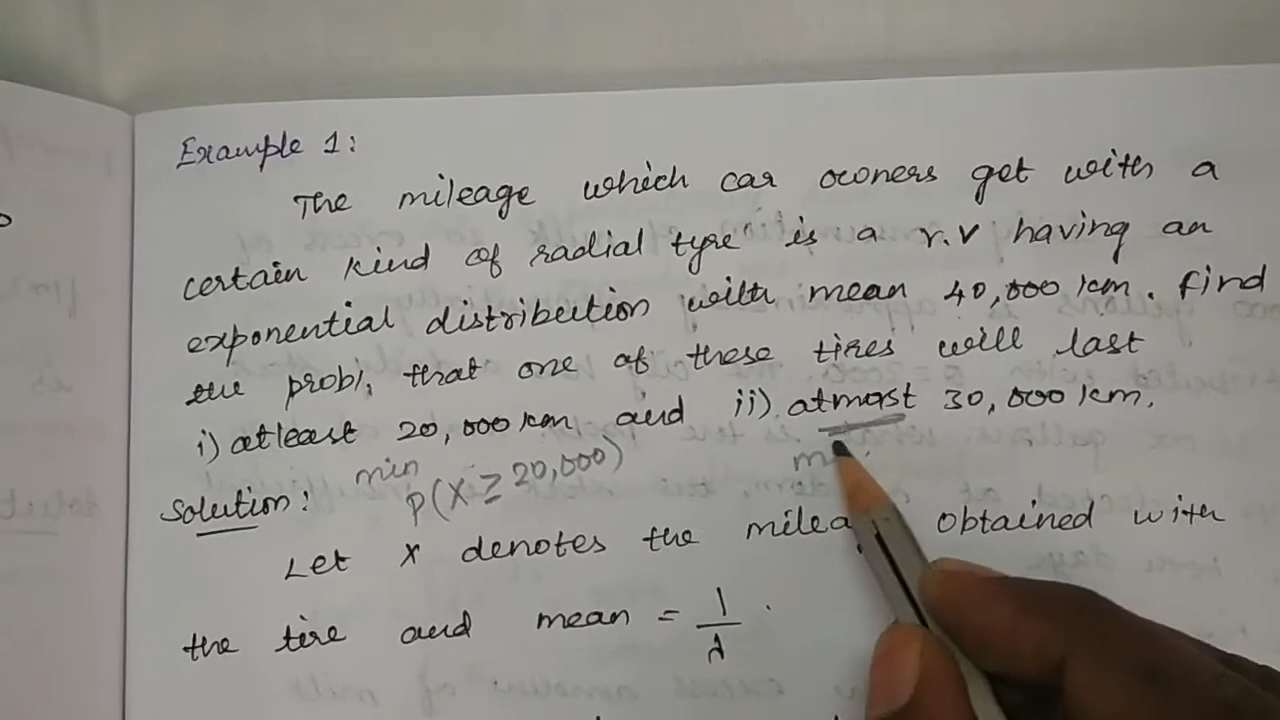 Example 1:
The mileage which car owners get with a
certain kind of radial tyre is a r.v having an
exponential distribution with mean 40,000 km. Find
the probl, that one of these tires will last
i) atleast 20,000 km and ii) atmost 30,000 km.
min
P(X ≥ 20,000)
Solution:
Let x denotes the obtained with
the tire and mean = 1/λ.